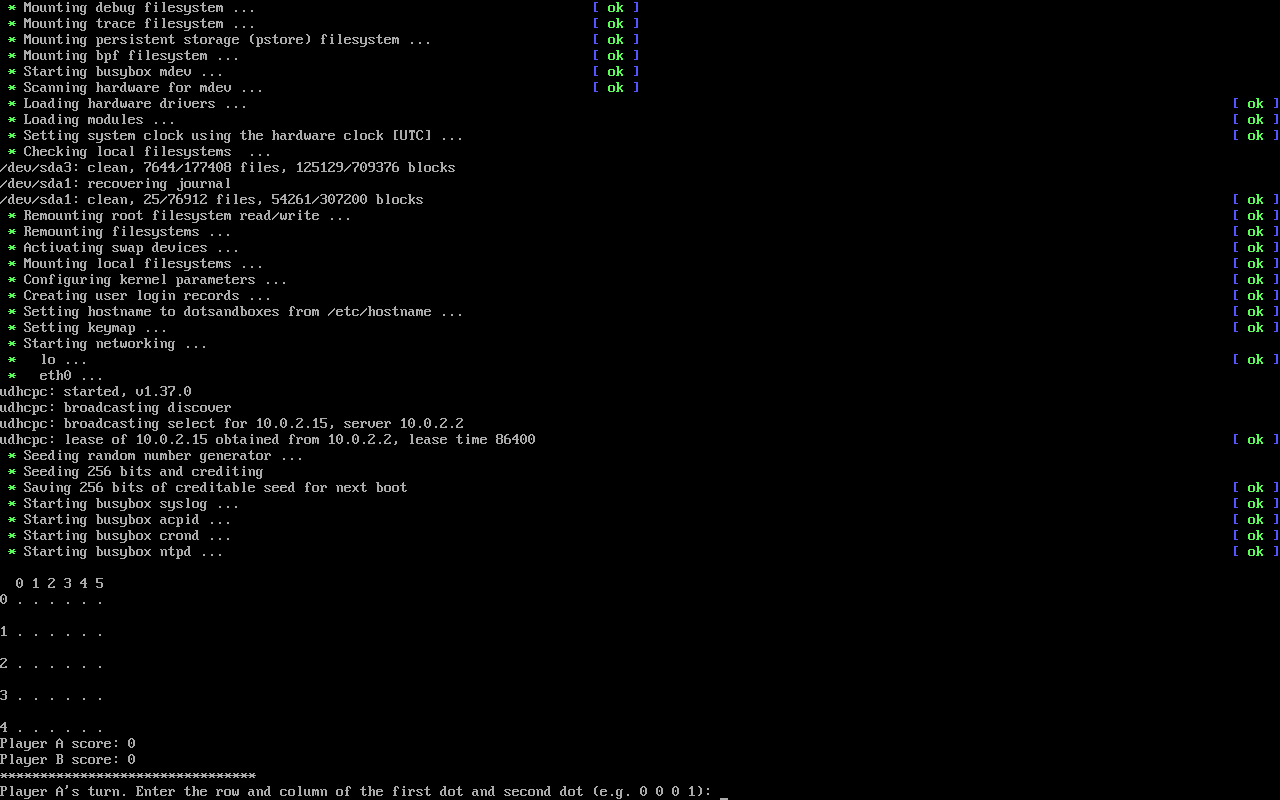 * Mounting debug filesystem ... [ ok ]
* Mounting trace filesystem ... [ ok ]
* Mounting persistent storage (pstore) filesystem ... [ ok ]
* Mounting bpf filesystem ... [ ok ]
* Starting busybox mdev ... [ ok ]
* Scanning hardware for mdev ... [ ok ]
* Loading hardware drivers ... [ ok ]
* Loading modules ... [ ok ]
* Setting system clock using the hardware clock [UTC] ... [ ok ]
* Checking local filesystems  ...
/dev/sda3: clean, 7644/177408 files, 125129/709376 blocks
/dev/sda1: recovering journal
/dev/sda1: clean, 25/76912 files, 54261/307200 blocks [ ok ]
* Remounting root filesystem read/write ... [ ok ]
* Remounting filesystems ... [ ok ]
* Activating swap devices ... [ ok ]
* Mounting local filesystems ... [ ok ]
* Configuring kernel parameters ... [ ok ]
* Creating user login records ... [ ok ]
* Setting hostname to dotsandboxes from /etc/hostname ... [ ok ]
* Setting keymap ... [ ok ]
* Starting networking ...
*   lo ... [ ok ]
*   eth0 ...
udhcpc: started, v1.37.0
udhcpc: broadcasting discover
udhcpc: broadcasting select for 10.0.2.15, server 10.0.2.2
udhcpc: lease of 10.0.2.15 obtained from 10.0.2.2, lease time 86400 [ ok ]
* Seeding random number generator ...
* Seeding 256 bits and crediting
* Saving 256 bits of creditable seed for next boot [ ok ]
* Starting busybox syslog ... [ ok ]
* Starting busybox acpid ... [ ok ]
* Starting busybox crond ... [ ok ]
* Starting busybox ntpd ... [ ok ]
0 1 2 3 4 5
0 . . . . . .
1 . . . . . .
2 . . . . . .
3 . . . . . .
4 . . . . . .
Player A score: 0
Player B score: 0
********************************
Player A's turn. Enter the row and column of the first dot and second dot (e.g. 0 0 0 1): _